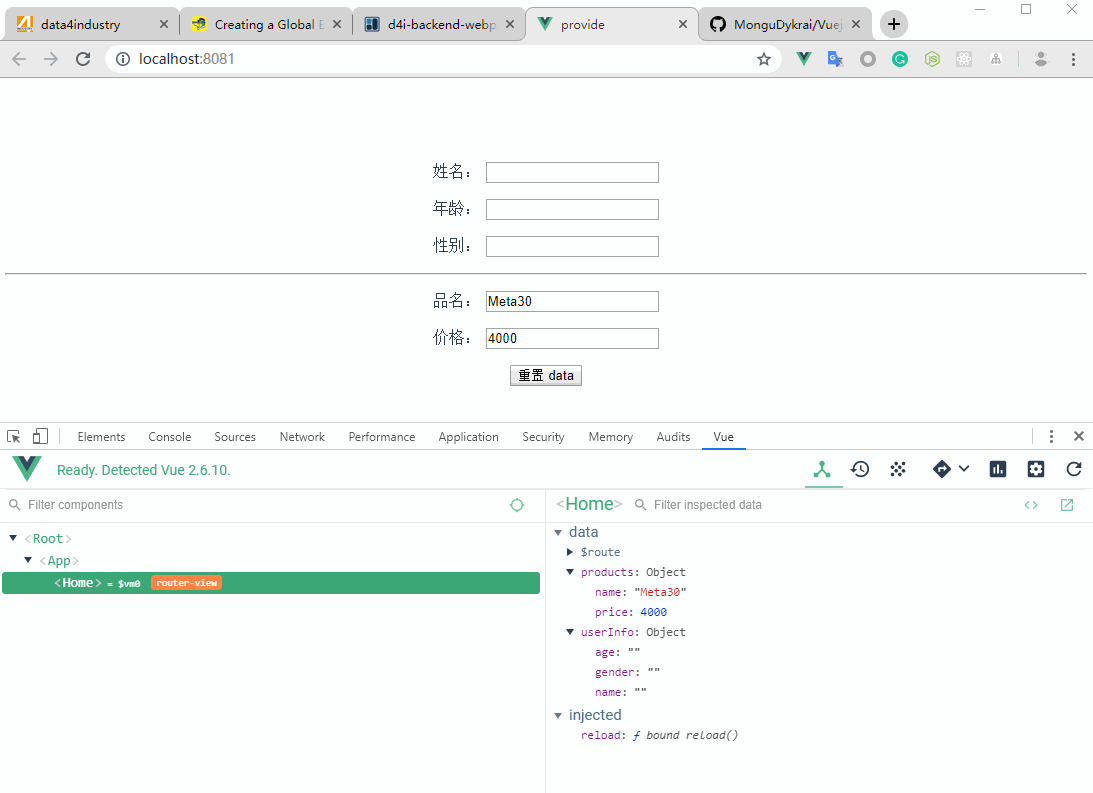 data4industry
Creating a Global E
d4i-backend-webp
provide
MonguDykrai/Vuej
localhost:8081
姓名：
年龄：
性别：
品名： Meta30
价格： 4000
重置 data
Elements Console Sources Network Performance Application Security Memory Audits Vue
Ready. Detected Vue 2.6.10.
Filter components
<Home> Filter inspected data
<Root>
<App>
<Home> = $vm0 router-view
data
$route
products: Object
name: "Meta30"
price: 4000
userInfo: Object
age: ""
gender: ""
name: ""
injected
reload: ƒ bound reload()